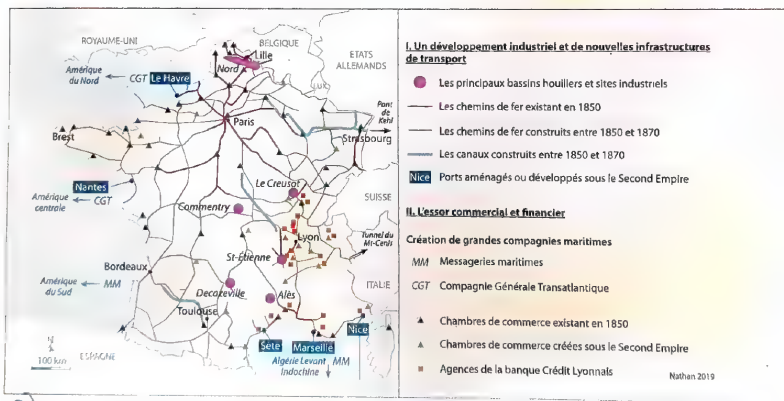 ROYAUME-UNI
BELGIQUE
ETATS
ALLEMANDS
Lille
Nord
LUX.
Amérique
du Nord
CGT
Le Havre
Paris
Pont
de
Kehl
Strasbourg
Brest
Nantes
Amérique
centrale
CGT
Le Creusot
SUISSE
Commentry
Lyon
Tunnel du
Mt-Cenis
St-Étienne
Bordeaux
Amérique
du Sud
MM
ITALIE
Decazeville
Alès
Toulouse
Nice
Sète
Marseille
N
100 km
ESPAGNE
Algérie Levant
Indochine
MM
I. Un développement industriel et de nouvelles infrastructures
de transport
Les principaux bassins houillers et sites industriels
Les chemins de fer existant en 1850
Les chemins de fer construits entre 1850 et 1870
Les canaux construits entre 1850 et 1870
Nice Ports aménagés ou développés sous le Second Empire
II. L'essor commercial et financier
Création de grandes compagnies maritimes
MM Messageries maritimes
CGT Compagnie Générale Transatlantique
Chambres de commerce existant en 1850
Chambres de commerce créées sous le Second Empire
Agences de la banque Crédit Lyonnais
Nathan 2019